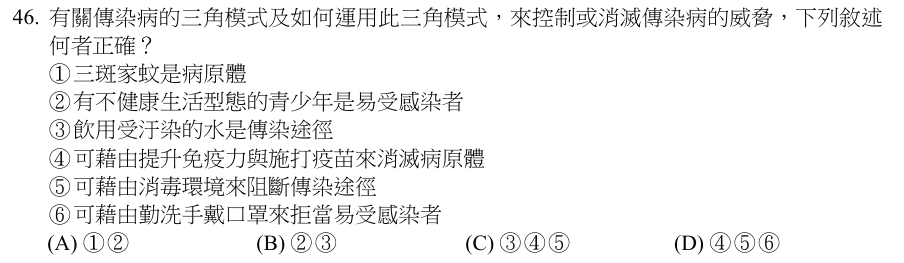 46. 有關傳染病的三角模式及如何運用此三角模式，來控制或消滅傳染病的威脅，下列敘述
何者正確？
①三斑家蚊是病原體
②有不健康生活型態的青少年是易受感染者
③飲用受汙染的水是傳染途徑
④可藉由提升免疫力與施打疫苗來消滅病原體
⑤可藉由消毒環境來阻斷傳染途徑
⑥可藉由勤洗手戴口罩來拒當易受感染者
(A) ①② (B) ②③ (C) ③④⑤ (D) ④⑤⑥